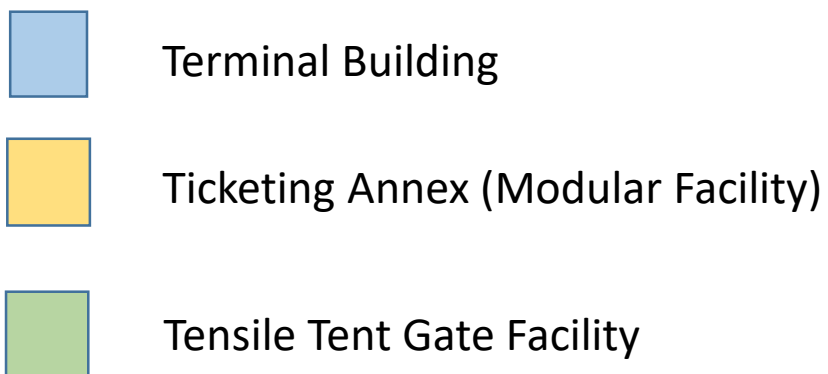 Terminal Building
Ticketing Annex (Modular Facility)
Tensile Tent Gate Facility